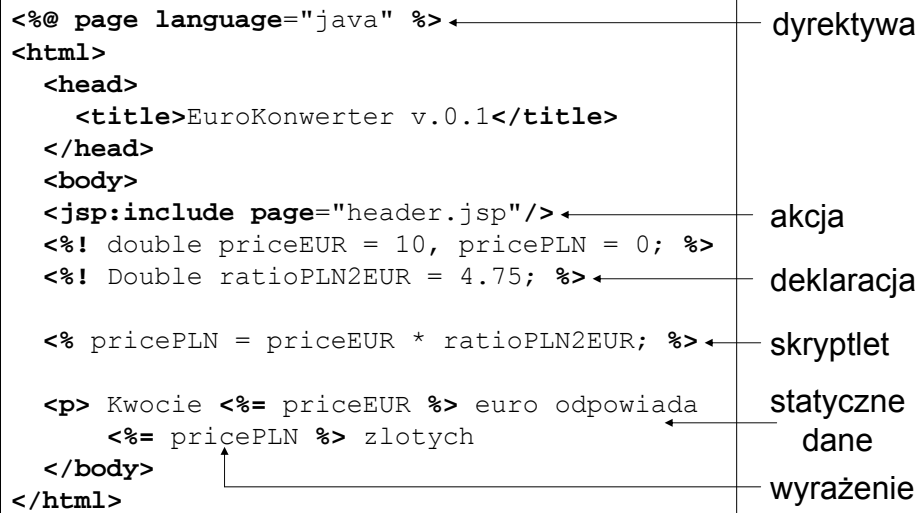 <%@ page language="java" %>
dyrektywa
<html>
<head>
<title>EuroKonwerter v.0.1</title>
</head>
<body>
<jsp:include page="header.jsp"/>
akcja
<%! double priceEUR = 10, pricePLN = 0; %>
<%! Double ratioPLN2EUR = 4.75; %>
deklaracja
<% pricePLN = priceEUR * ratioPLN2EUR; %>
skryptlet
<p> Kwocie <%= priceEUR %> euro odpowiada
<%= pricePLN %> zlotych
statyczne
dane
</body>
</html>
wyrażenie